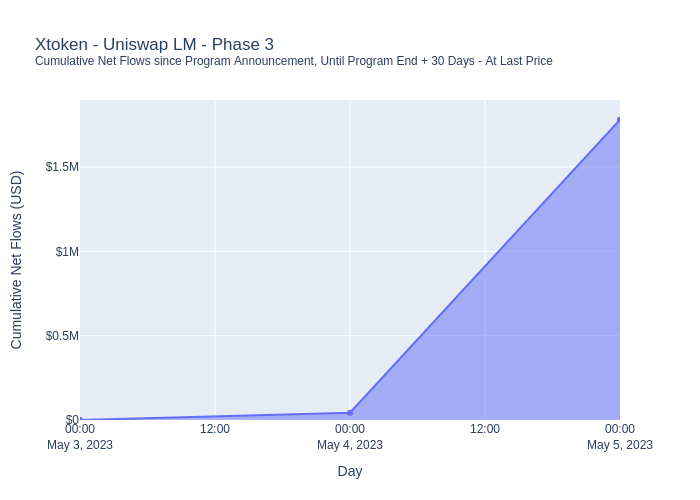 Xtoken - Uniswap LM - Phase 3
Cumulative Net Flows since Program Announcement, Until Program End + 30 Days - At Last Price
Cumulative Net Flows (USD)
$1.5M
$1M
$0.5M
$0
00:00 12:00 00:00 12:00 00:00
May 3, 2023 May 4, 2023 May 5, 2023
Day